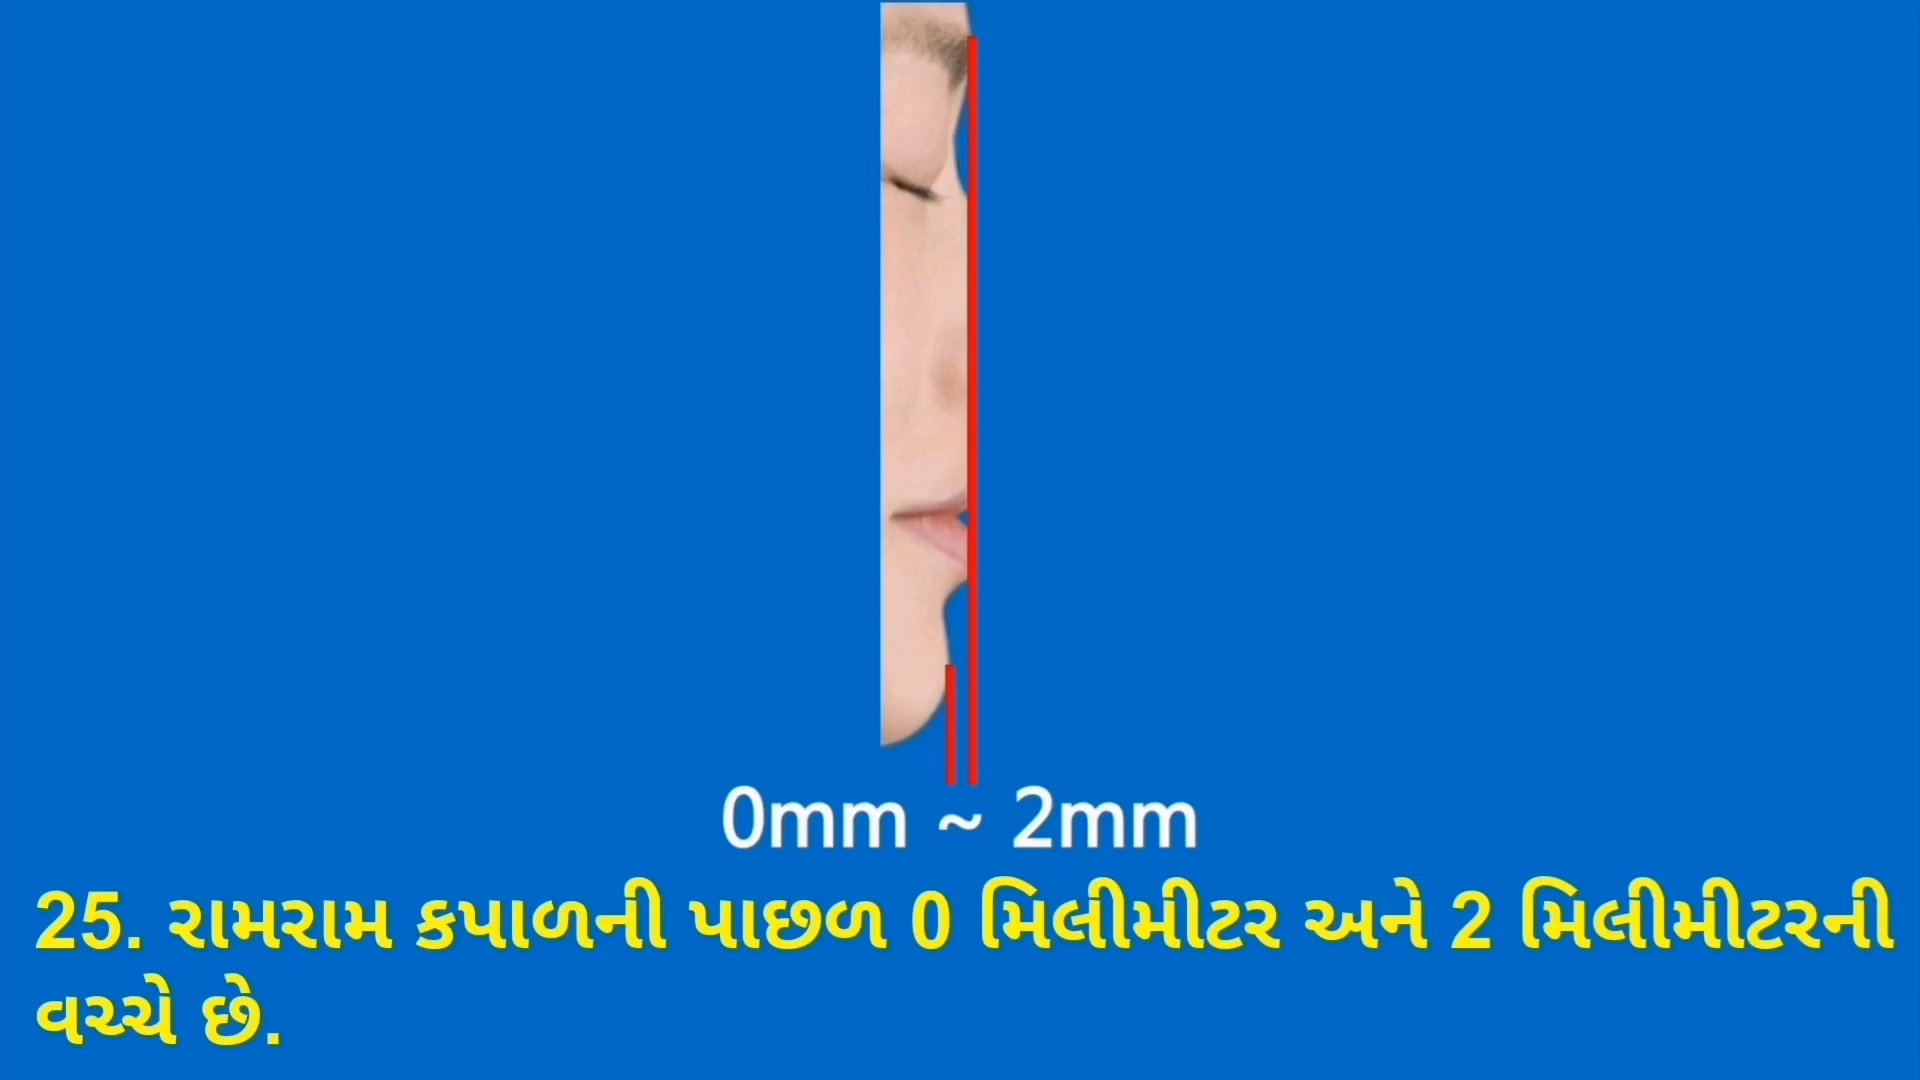 0mm ~ 2mm
25. રામરામ કપાળની પાછળ 0 મિલીમીટર અને 2 મિલીમીટરની
વચ્ચે છે.